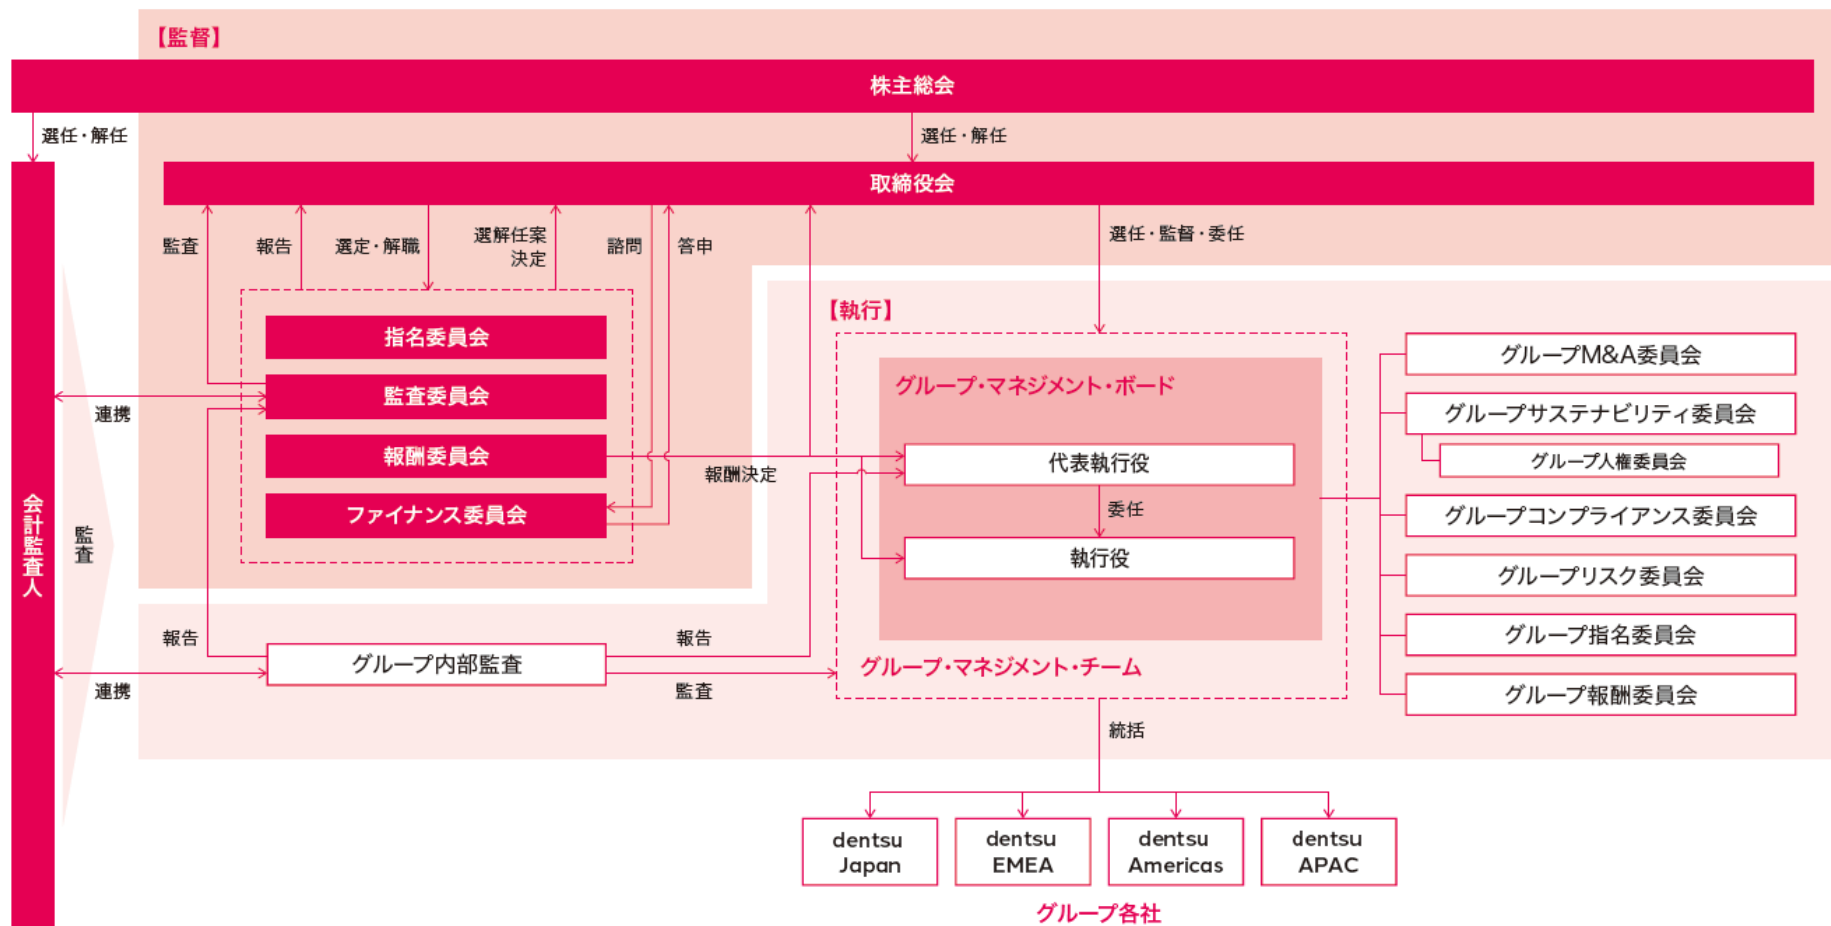 【監督】
株主総会
選任・解任
選任・解任
取締役会
監査
報告
選定・解職
選解任案
決定
諮問
答申
選任・監督・委任
【執行】
指名委員会
監査委員会
報酬委員会
ファイナンス委員会
連携
報酬決定
会計監査人
監査
グループ・マネジメント・ボード
代表執行役
委任
執行役
グループ・マネジメント・チーム
グループM&A委員会
グループサステナビリティ委員会
グループ人権委員会
グループコンプライアンス委員会
グループリスク委員会
グループ指名委員会
グループ報酬委員会
報告
グループ内部監査
報告
連携
監査
統括
dentsu
Japan
dentsu
EMEA
dentsu
Americas
dentsu
APAC
グループ各社